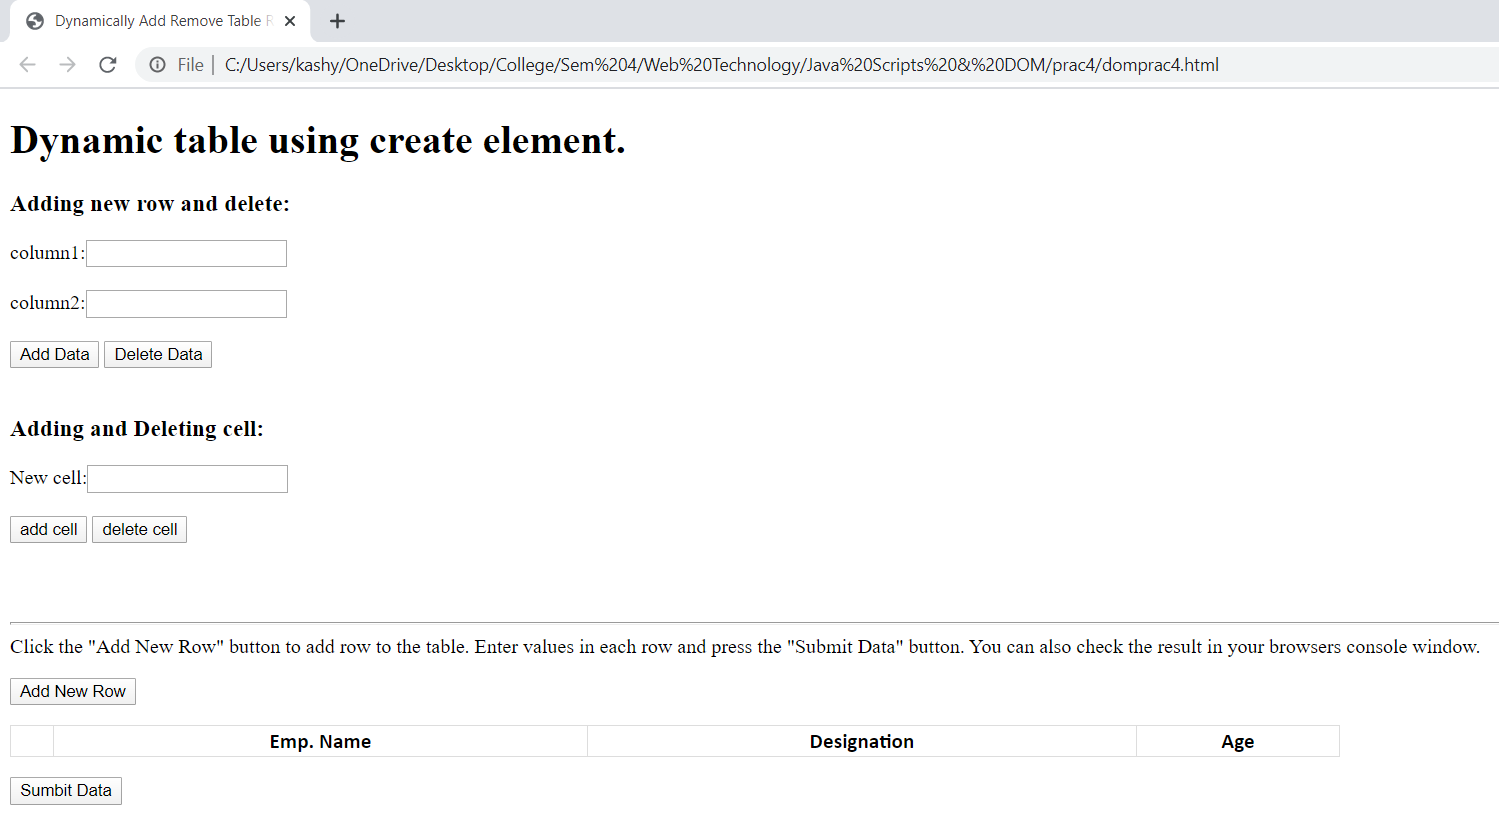 Dynamically Add Remove Table R
File | C:/Users/kashy/OneDrive/Desktop/College/Sem%204/Web%20Technology/Java%20Scripts%20&%20DOM/prac4/domprac4.html
Dynamic table using create element.
Adding new row and delete:
column1:
column2:
Add Data Delete Data
Adding and Deleting cell:
New cell:
add cell delete cell
Click the "Add New Row" button to add row to the table. Enter values in each row and press the "Submit Data" button. You can also check the result in your browsers console window.
Add New Row
Emp. Name Designation Age
Sumbit Data